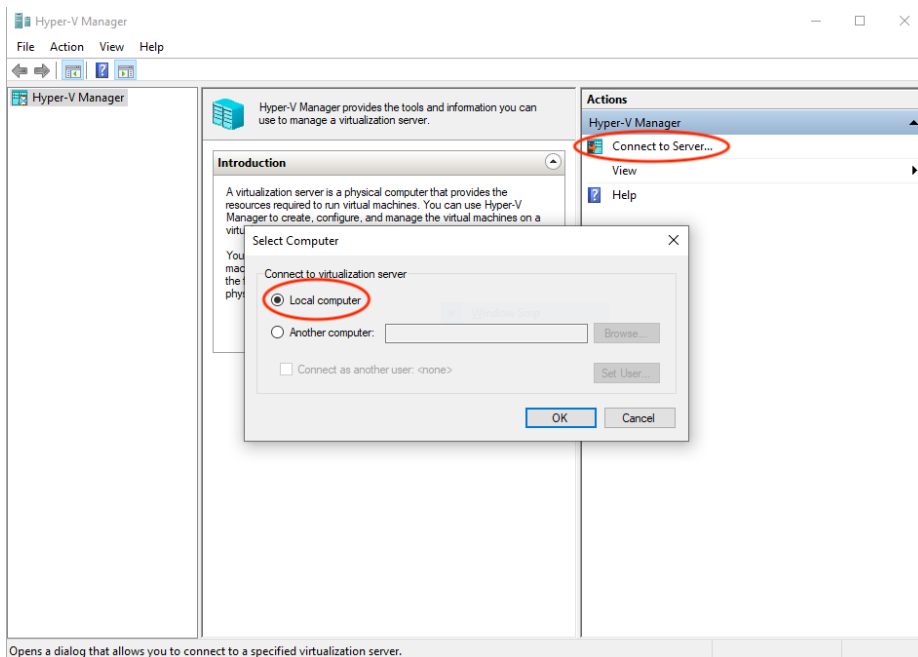 Hyper-V Manager
File Action View Help
Hyper-V Manager
Hyper-V Manager provides the tools and information you can
use to manage a virtualization server.
Introduction
A virtualization server is a physical computer that provides the
resources required to run virtual machines. You can use Hyper-V
Manager to create, configure, and manage the virtual machines on a
virtu
You
mac
the f
phys
Actions
Hyper-V Manager
Connect to Server...
View
Help
Select Computer
Connect to virtualization server
Local computer
Another computer:
Browse...
Connect as another user: <none>
Set User...
OK Cancel
Opens a dialog that allows you to connect to a specified virtualization server.